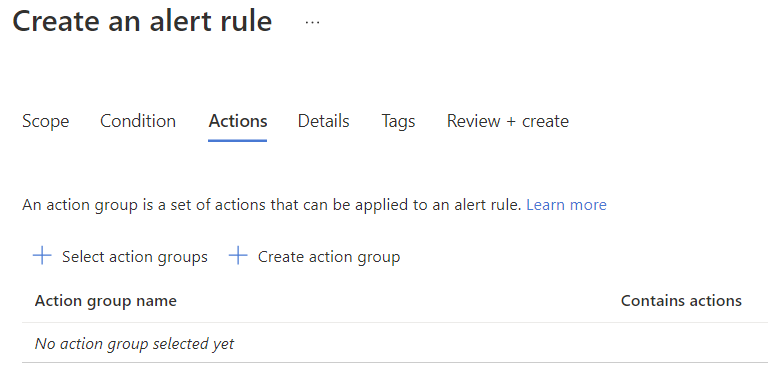 Create an alert rule ...
Scope Condition Actions Details Tags Review + create
An action group is a set of actions that can be applied to an alert rule. Learn more
+ Select action groups + Create action group
Action group name Contains actions
No action group selected yet